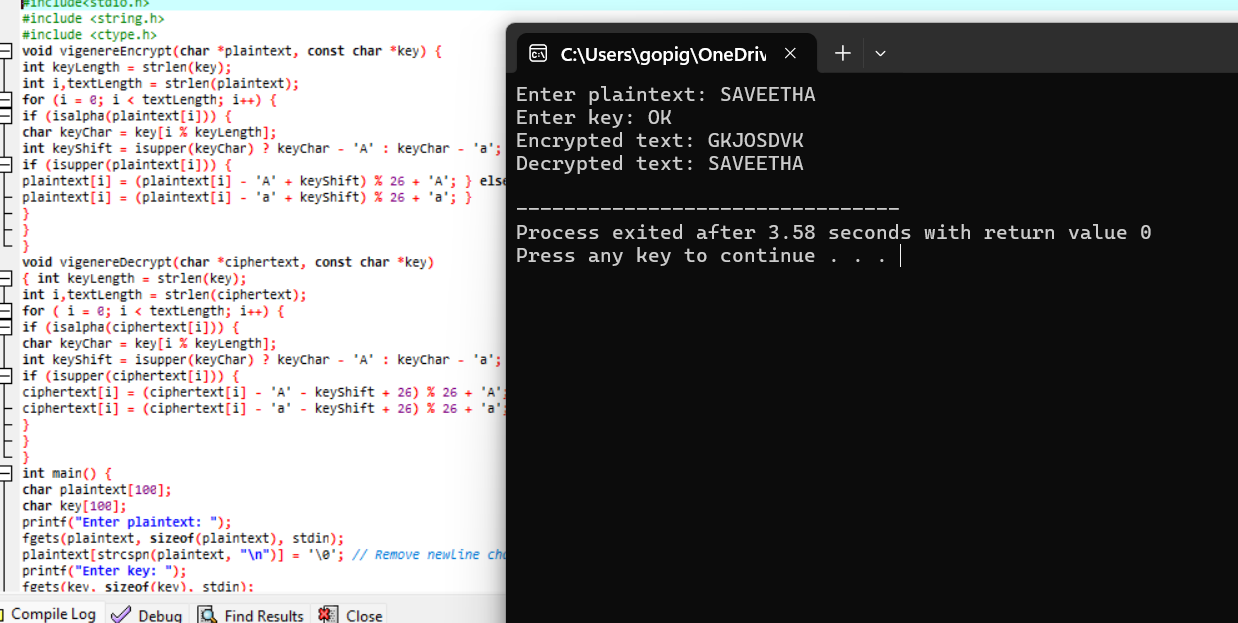 #include<stdio.h>
#include <string.h>
#include <ctype.h>
void vigenereEncrypt(char *plaintext, const char *key) {
int keyLength = strlen(key);
int i,textLength = strlen(plaintext);
for (i = 0; i < textLength; i++) {
if (isalpha(plaintext[i])) {
char keyChar = key[i % keyLength];
int keyShift = isupper(keyChar) ? keyChar - 'A' : keyChar - 'a';
if (isupper(plaintext[i])) {
plaintext[i] = (plaintext[i] - 'A' + keyShift) % 26 + 'A'; } else
plaintext[i] = (plaintext[i] - 'a' + keyShift) % 26 + 'a'; }
}
}
}
void vigenereDecrypt(char *ciphertext, const char *key)
{ int keyLength = strlen(key);
int i,textLength = strlen(ciphertext);
for ( i = 0; i < textLength; i++) {
if (isalpha(ciphertext[i])) {
char keyChar = key[i % keyLength];
int keyShift = isupper(keyChar) ? keyChar - 'A' : keyChar - 'a';
if (isupper(ciphertext[i])) {
ciphertext[i] = (ciphertext[i] - 'A' - keyShift + 26) % 26 + 'A';
ciphertext[i] = (ciphertext[i] - 'a' - keyShift + 26) % 26 + 'a';
}
}
}
int main() {
char plaintext[100];
char key[100];
printf("Enter plaintext: ");
fgets(plaintext, sizeof(plaintext), stdin);
plaintext[strcspn(plaintext, "\n")] = '\0'; // Remove newline
printf("Enter key: ");
fgets(key, sizeof(key), stdin);
Compile Log Debug Find Results Close
C:\Users\gopig\OneDriv
Enter plaintext: SAVEETHA
Enter key: OK
Encrypted text: GKJOSDVK
Decrypted text: SAVEETHA
--------------------------------
Process exited after 3.58 seconds with return value 0
Press any key to continue . . .